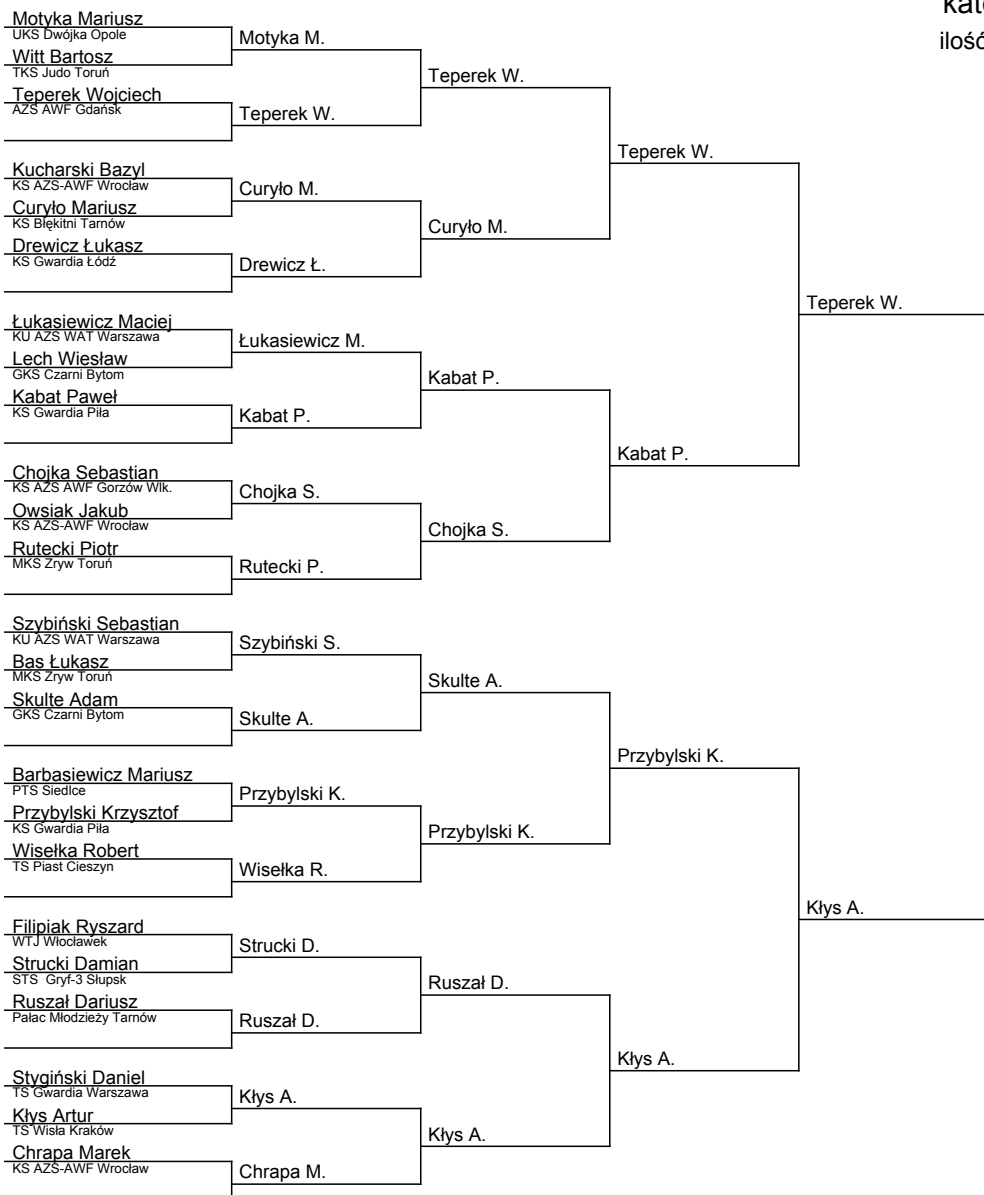 kate
ilość
Motyka Mariusz
UKS Dwójka Opole
Witt Bartosz
TKS Judo Toruń
Teperek Wojciech
AZS AWF Gdańsk
Kucharski Bazyl
KS AZS-AWF Wrocław
Curyło Mariusz
KS Błękitni Tarnów
Drewicz Łukasz
KS Gwardia Łódź
Łukasiewicz Maciej
KU AZS WAT Warszawa
Lech Wiesław
GKS Czarni Bytom
Kabat Paweł
KS Gwardia Piła
Chojka Sebastian
KS AZS AWF Gorzów Wlk.
Owsiak Jakub
KS AZS-AWF Wrocław
Rutecki Piotr
MKS Zryw Toruń
Szybiński Sebastian
KU AZS WAT Warszawa
Bas Łukasz
MKS Zryw Toruń
Skulte Adam
GKS Czarni Bytom
Barbasiewicz Mariusz
PTS Siedlce
Przybylski Krzysztof
KS Gwardia Piła
Wisełka Robert
TS Piast Cieszyn
Filipiak Ryszard
WTJ Włocławek
Strucki Damian
STS Gryf-3 Słupsk
Ruszał Dariusz
Pałac Młodzieży Tarnów
Stygiński Daniel
TS Gwardia Warszawa
Kłys Artur
TS Wisła Kraków
Chrapa Marek
KS AZS-AWF Wrocław
Motyka M.
Teperek W.
Curyło M.
Drewicz Ł.
Łukasiewicz M.
Kabat P.
Chojka S.
Rutecki P.
Szybiński S.
Skulte A.
Przybylski K.
Wisełka R.
Strucki D.
Ruszał D.
Kłys A.
Chrapa M.
Teperek W.
Curyło M.
Kabat P.
Chojka S.
Skulte A.
Przybylski K.
Ruszał D.
Kłys A.
Teperek W.
Kabat P.
Przybylski K.
Kłys A.
Teperek W.
Kłys A.